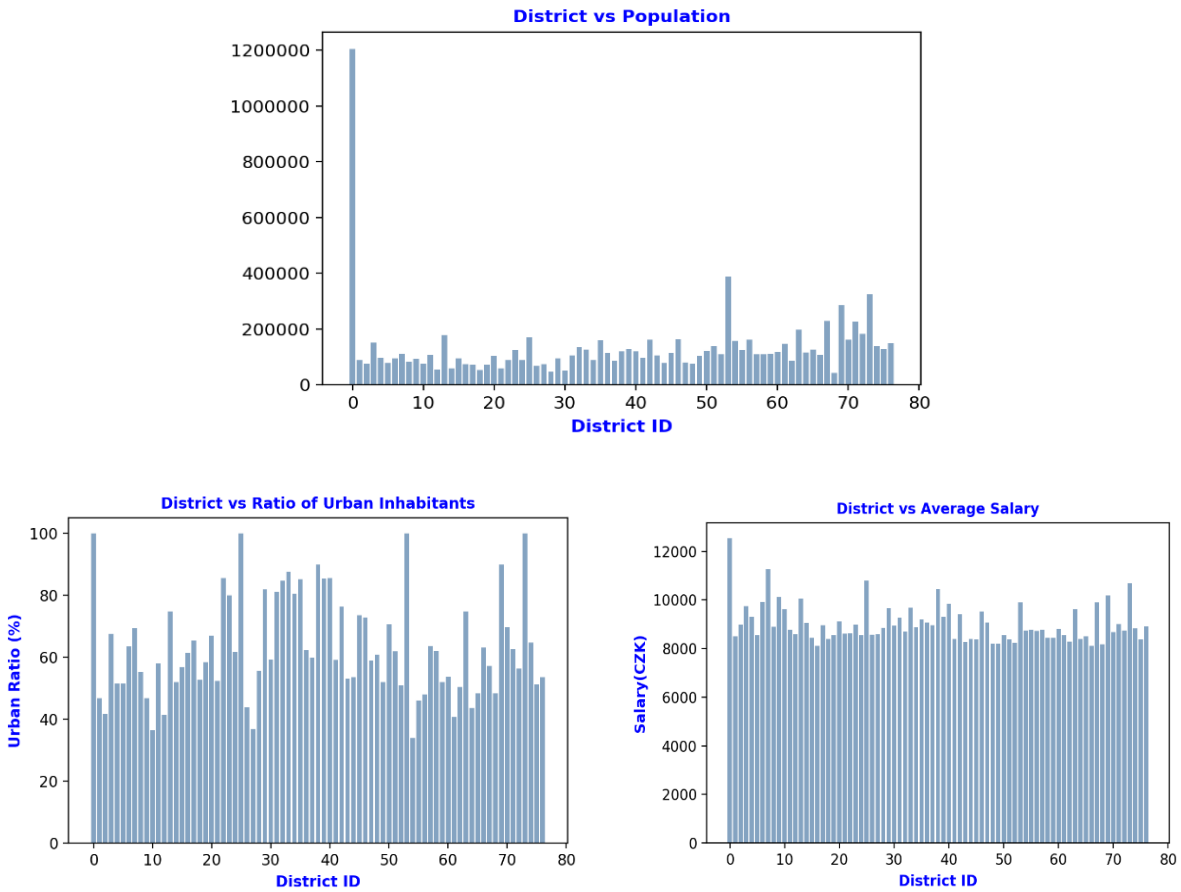 District vs Population
1200000
1000000
800000
600000
400000
200000
0
0 10 20 30 40 50 60 70 80
District ID
District vs Ratio of Urban Inhabitants
100
80
60
40
20
0
Urban Ratio (%)
0 10 20 30 40 50 60 70 80
District ID
District vs Average Salary
12000
10000
8000
6000
4000
2000
0
Salary(CZK)
0 10 20 30 40 50 60 70 80
District ID